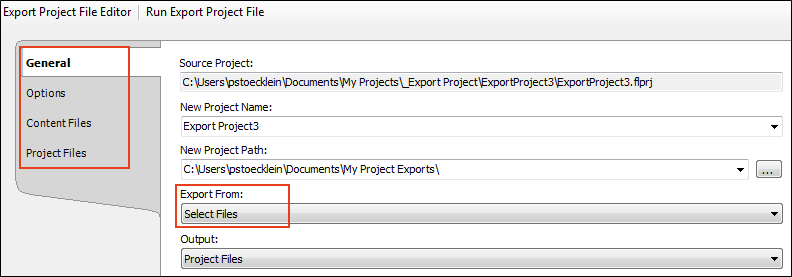 Export Project File Editor | Run Export Project File
General
Options
Content Files
Project Files
Source Project:
C:\Users\pstoecklein\Documents\My Projects\_Export Project\ExportProject3\ExportProject3.flprj
New Project Name:
Export Project3
New Project Path:
C:\Users\pstoecklein\Documents\My Project Exports\
...
Export From:
Select Files
Output:
Project Files